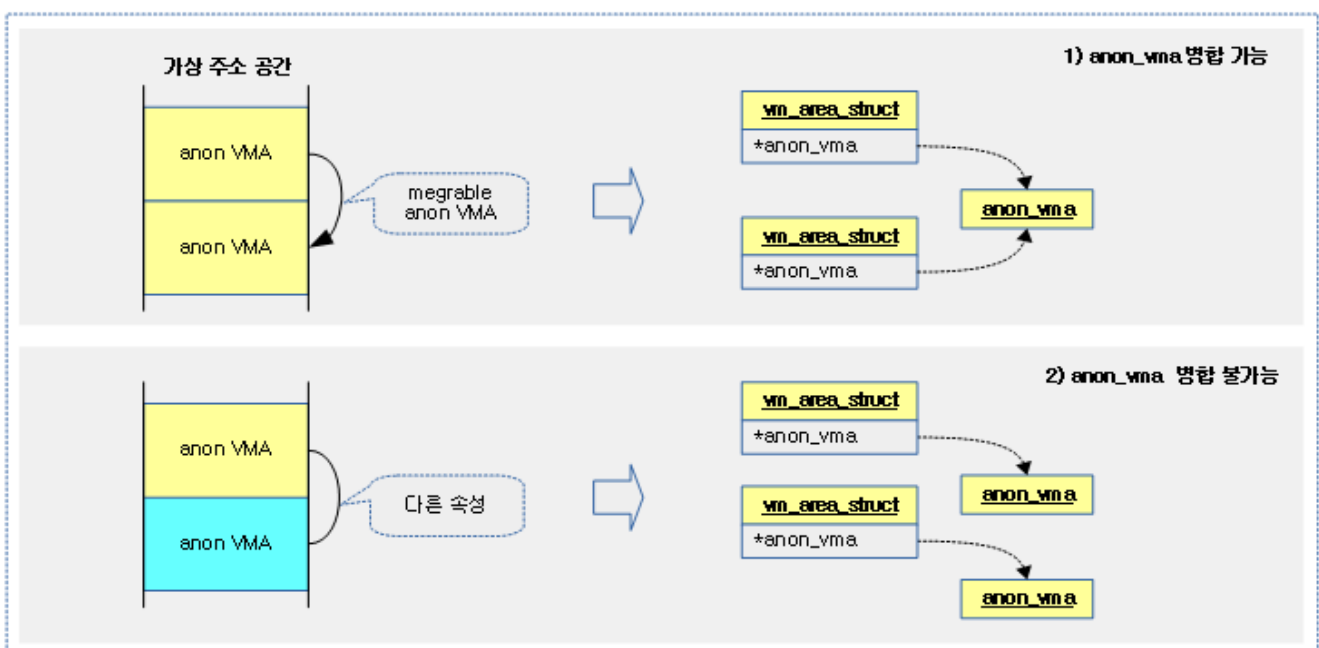 가상 주소 공간
1) anon_vma 병합 가능
anon VMA
anon VMA
megrable
anon VMA
vm_area_struct
*anon_vma
anon_vma
vm_area_struct
*anon_vma
2) anon_vma 병합 불가능
anon VMA
anon VMA
다른 속성
vm_area_struct
*anon_vma
anon_vma
vm_area_struct
*anon_vma
anon_vma